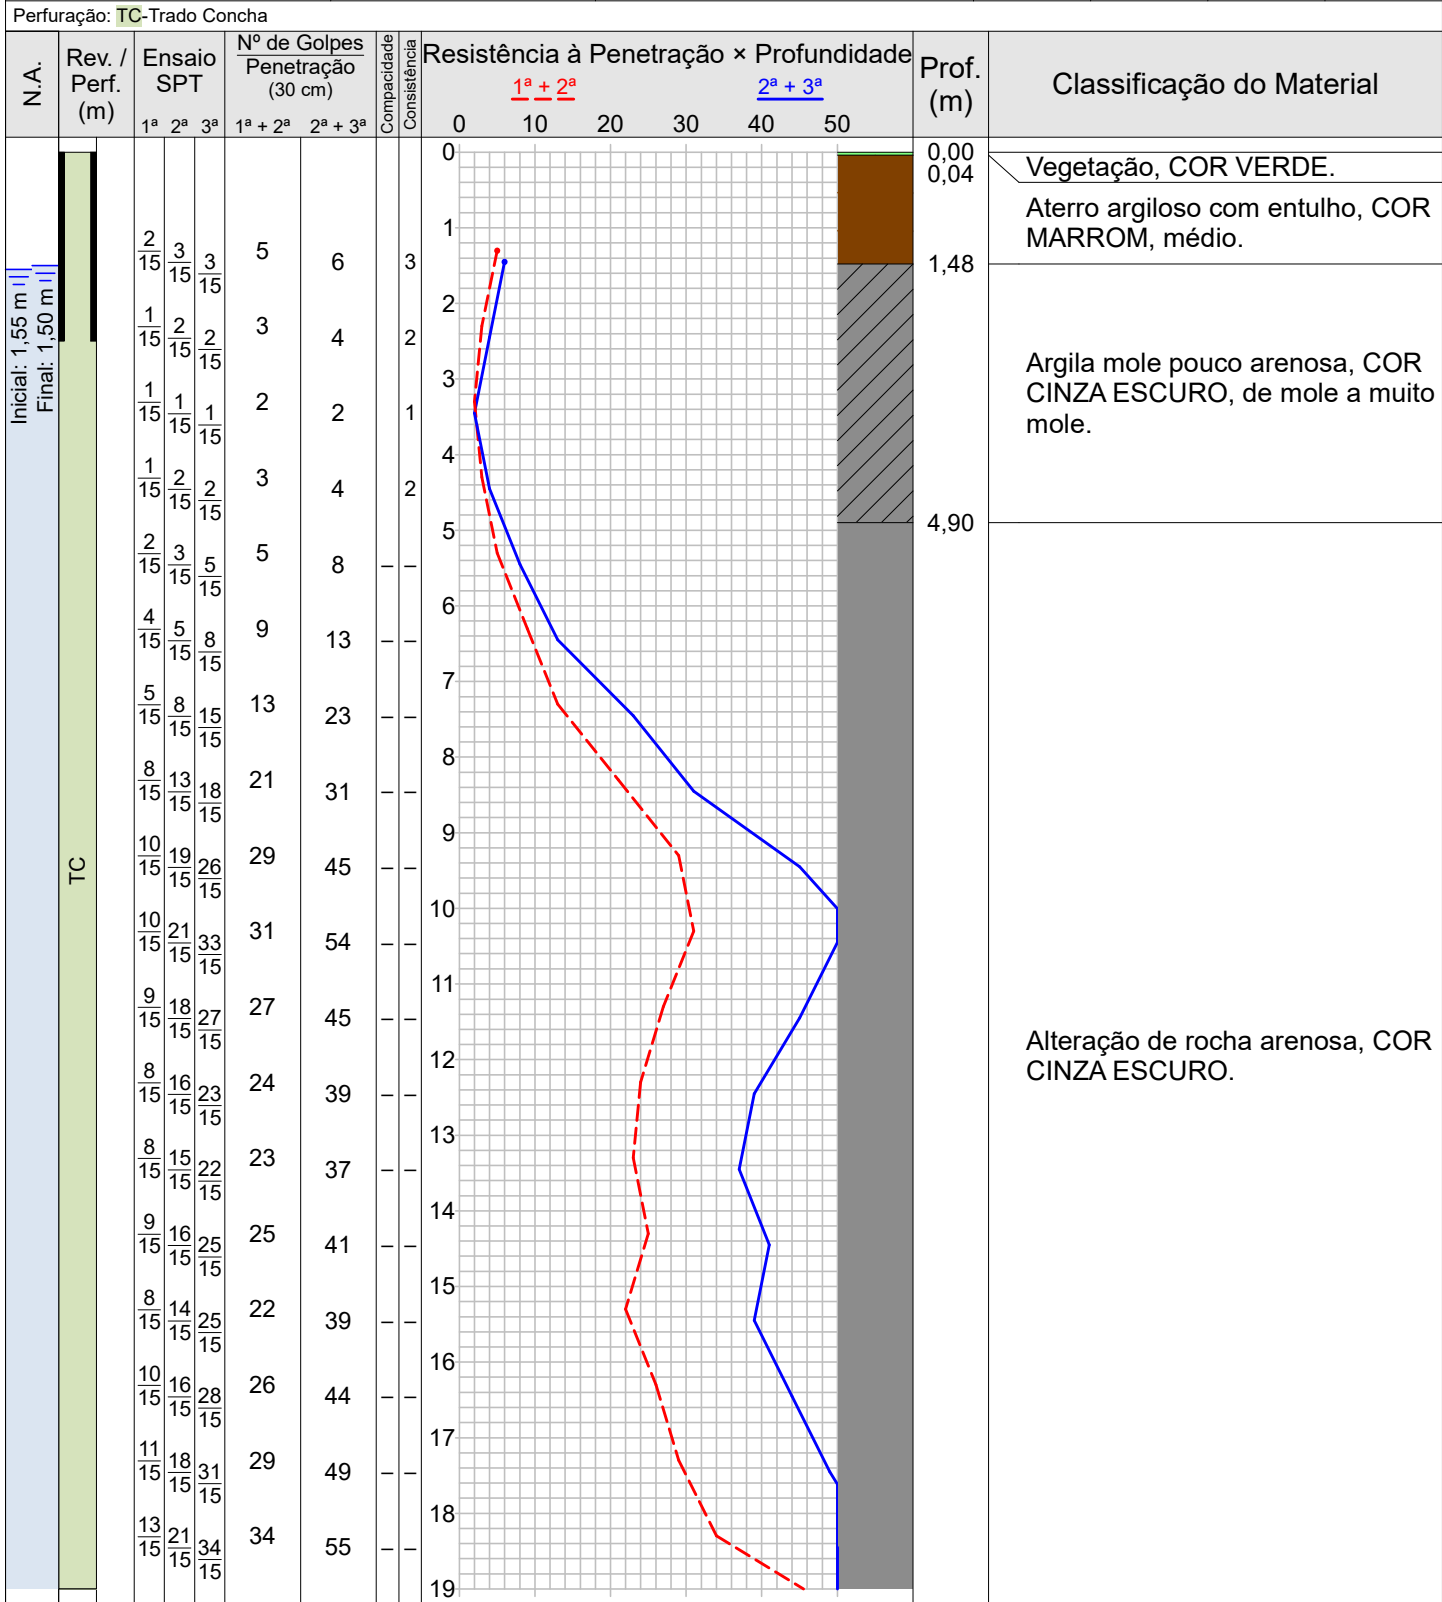 Perfuração: TC-Trado Concha
N.A.
Rev. /
Perf.
(m)
Ensaio
SPT
1ª 2ª 3ª
Nº de Golpes
Penetração
(30 cm)
1ª + 2ª 2ª + 3ª
Compacidade
Consistência
Resistência à Penetração × Profundidade
1ª + 2ª 2ª + 3ª
0 10 20 30 40 50
Prof.
(m)
Classificação do Material
Inicial: 1,55 m
Final: 1,50 m
TC
2/15 3/15 3/15 5 6 3
1/15 2/15 2/15 3 4 2
1/15 1/15 1/15 2 2 1
1/15 2/15 2/15 3 4 2
2/15 3/15 5/15 5 8 – –
4/15 5/15 8/15 9 13 – –
5/15 8/15 15/15 13 23 – –
8/15 13/15 18/15 21 31 – –
10/15 19/15 26/15 29 45 – –
10/15 21/15 33/15 31 54 – –
9/15 18/15 27/15 27 45 – –
8/15 16/15 23/15 24 39 – –
8/15 15/15 22/15 23 37 – –
9/15 16/15 25/15 25 41 – –
8/15 14/15 25/15 22 39 – –
10/15 16/15 28/15 26 44 – –
11/15 18/15 31/15 29 49 – –
13/15 21/15 34/15 34 55 – –
0
1
2
3
4
5
6
7
8
9
10
11
12
13
14
15
16
17
18
19
0,00
0,04
Vegetação, COR VERDE.
Aterro argiloso com entulho, COR
MARROM, médio.
1,48
Argila mole pouco arenosa, COR
CINZA ESCURO, de mole a muito
mole.
4,90
Alteração de rocha arenosa, COR
CINZA ESCURO.